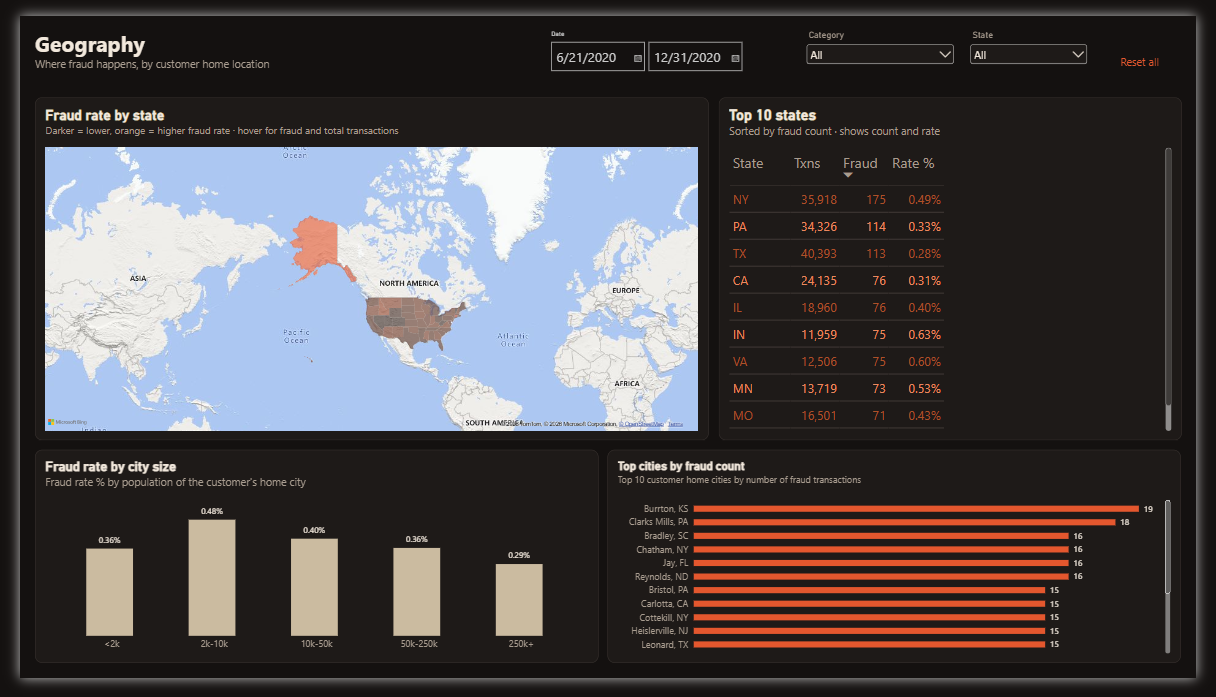 Geography
Where fraud happens, by customer home location
Date
6/21/2020 12/31/2020
Category
All
State
All
Reset all
Fraud rate by state
Darker = lower, orange = higher fraud rate · hover for fraud and total transactions
Arctic
Ocean
ASIA
NORTH AMERICA
EUROPE
Pacific
Ocean
Atlantic
Ocean
AFRICA
SOUTH AMERICA
Indian
Microsoft Bing
TomTom, © 2026 Microsoft Corporation, © OpenStreetMap Terms
Top 10 states
Sorted by fraud count · shows count and rate
State Txns Fraud Rate %
NY 35,918 175 0.49%
PA 34,326 114 0.33%
TX 40,393 113 0.28%
CA 24,135 76 0.31%
IL 18,960 76 0.40%
IN 11,959 75 0.63%
VA 12,506 75 0.60%
MN 13,719 73 0.53%
MO 16,501 71 0.43%
Fraud rate by city size
Fraud rate % by population of the customer's home city
0.36% 0.48% 0.40% 0.36% 0.29%
<2k 2k-10k 10k-50k 50k-250k 250k+
Top cities by fraud count
Top 10 customer home cities by number of fraud transactions
Burrton, KS 19
Clarks Mills, PA 18
Bradley, SC 16
Chatham, NY 16
Jay, FL 16
Reynolds, ND 16
Bristol, PA 15
Carlotta, CA 15
Cottekill, NY 15
Heislerville, NJ 15
Leonard, TX 15